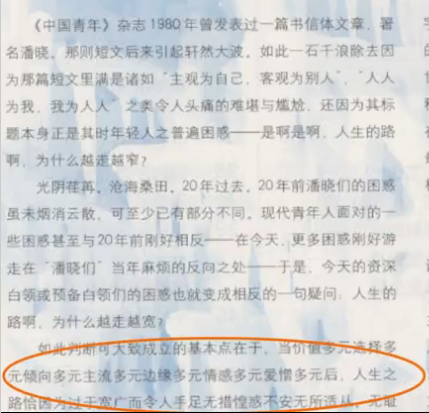 《中国青年》杂志1980年曾发表过一篇书信体文章，署
名潘晓。那则短文后来引起轩然大波。如此一石千浪除去因
为那篇短文里满是诸如“主观为自己，客观为别人”、“人人
为我，我为人人”之类令人头痛的难堪与尴尬，还因为其标
题本身正是其时年轻人之普遍困惑——是啊是啊，人生的路
啊，为什么越走越窄？
光阴荏苒，沧海桑田。20年过去，20年前潘晓们的困惑
虽未烟消云散，可至少已有部分不同。现代青年人面对的一
些困惑甚至与20年前刚好相反——在今天，更多困惑刚好游
走在“潘晓们”当年麻烦的反向之处——于是，今天的资深
白领或预备白领们的困惑也就变成相反的一句疑问：人生的
路啊，为什么越走越宽？
如此判断可大致成立的基本点在于，当价值多元选择多
元倾向多元主流多元边缘多元情感多元爱憎多元后，人生之
路恰因为过于宽广而令人手足无措惶惑不安无所适从，无耻